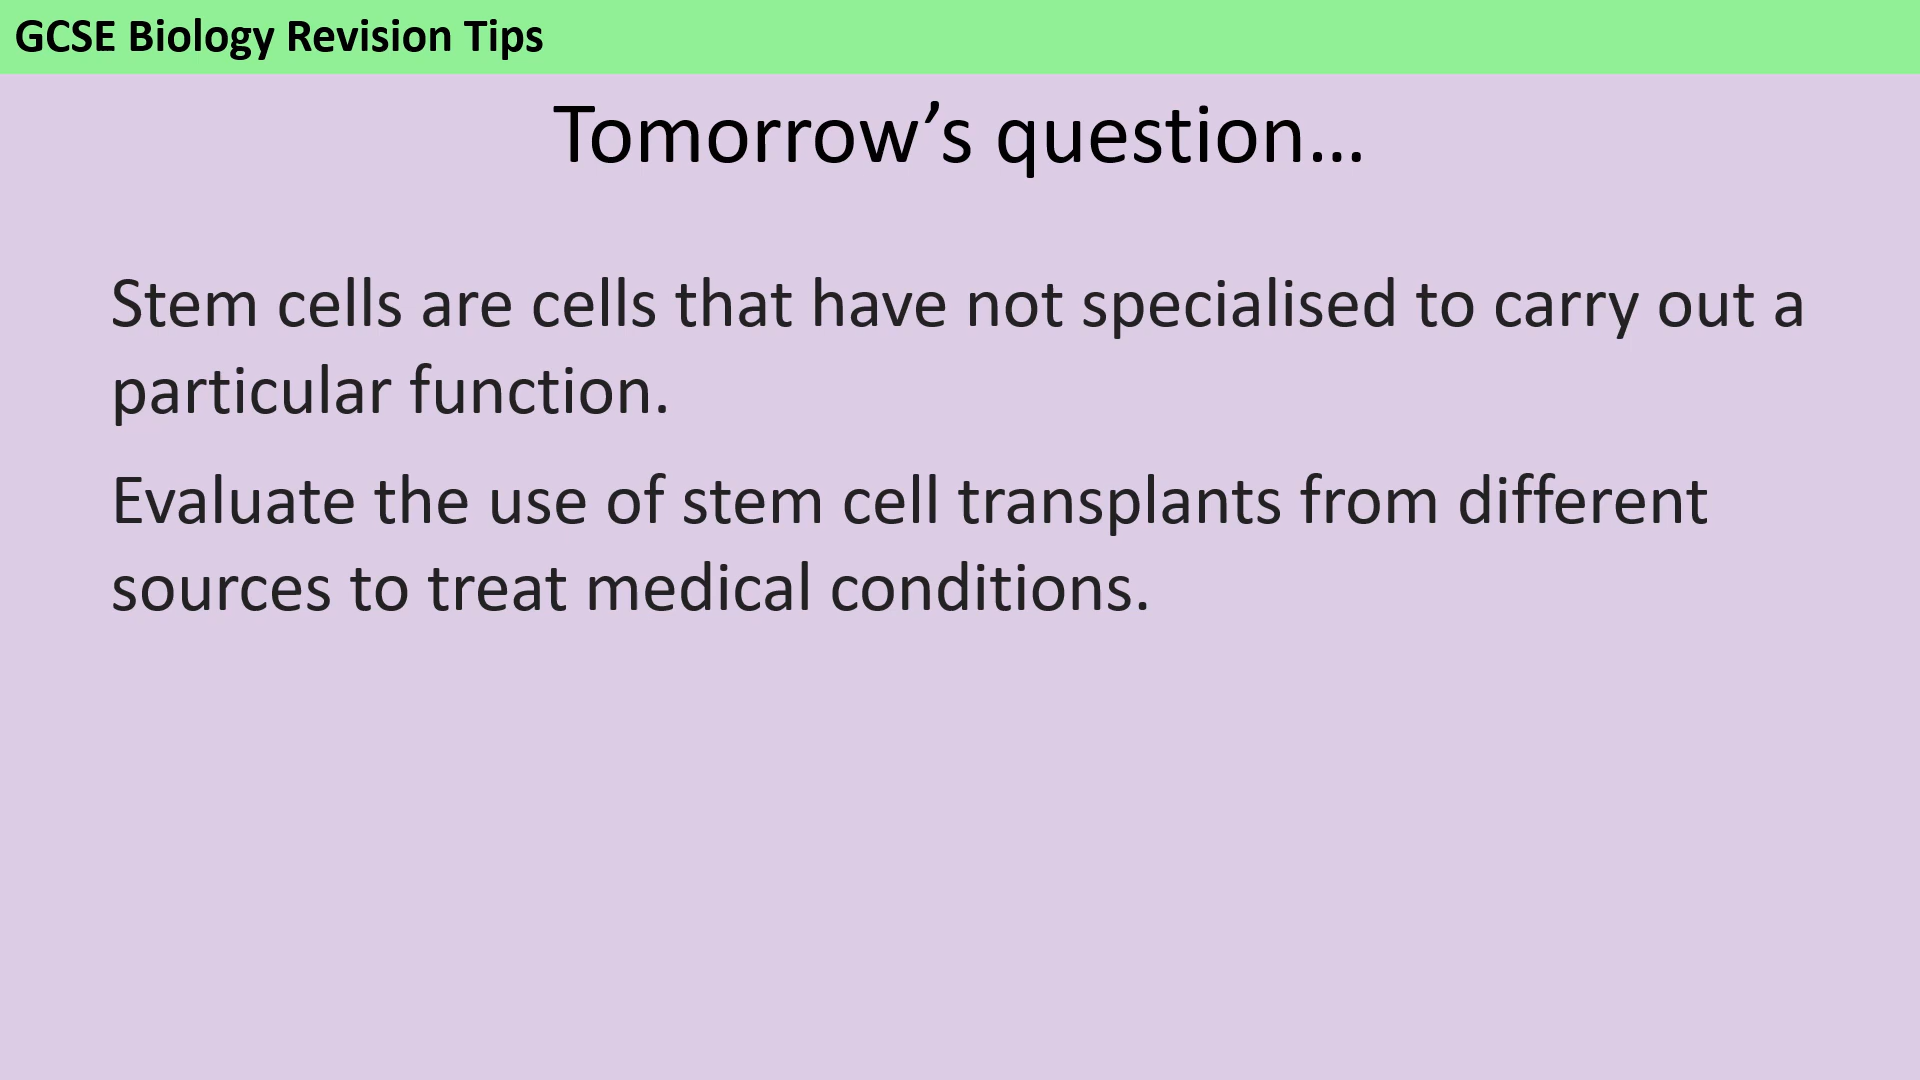 GCSE Biology Revision Tips
Tomorrow’s question…
Stem cells are cells that have not specialised to carry out a
particular function.
Evaluate the use of stem cell transplants from different
sources to treat medical conditions.